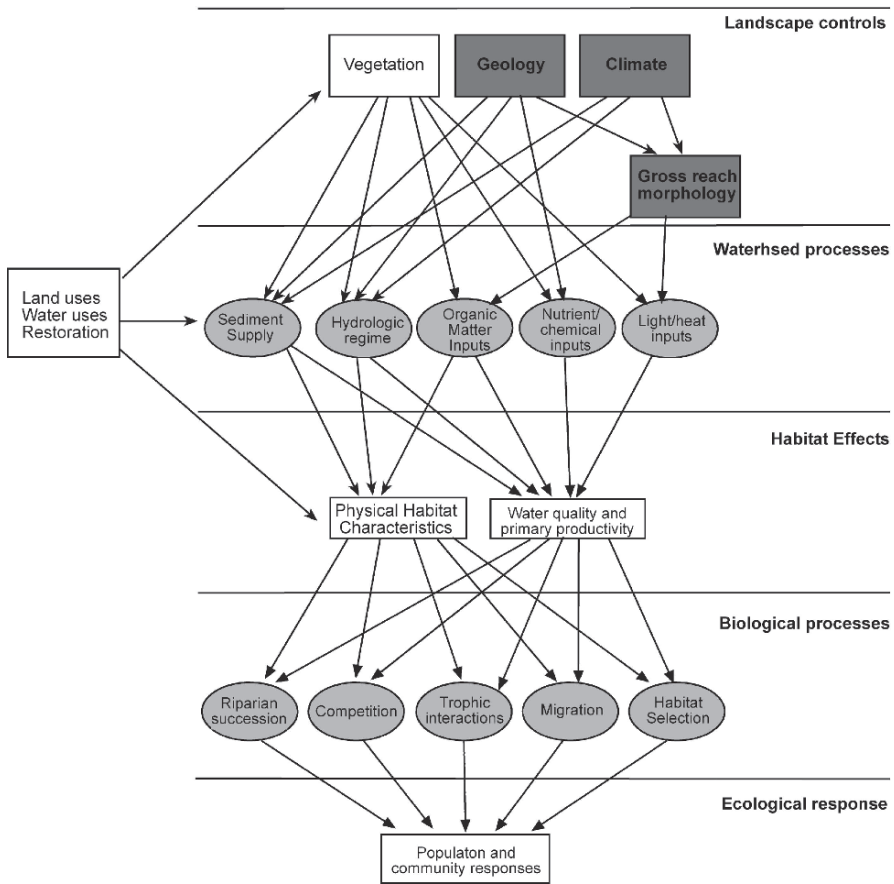 Landscape controls
Vegetation
Geology
Climate
Gross reach
morphology
Waterhsed processes
Land uses
Water uses
Restoration
Sediment
Supply
Hydrologic
regime
Organic
Matter
Inputs
Nutrient/
chemical
inputs
Light/heat
inputs
Habitat Effects
Physical Habitat
Characteristics
Water quality and
primary productivity
Biological processes
Riparian
succession
Competition
Trophic
interactions
Migration
Habitat
Selection
Ecological response
Populaton and
community responses